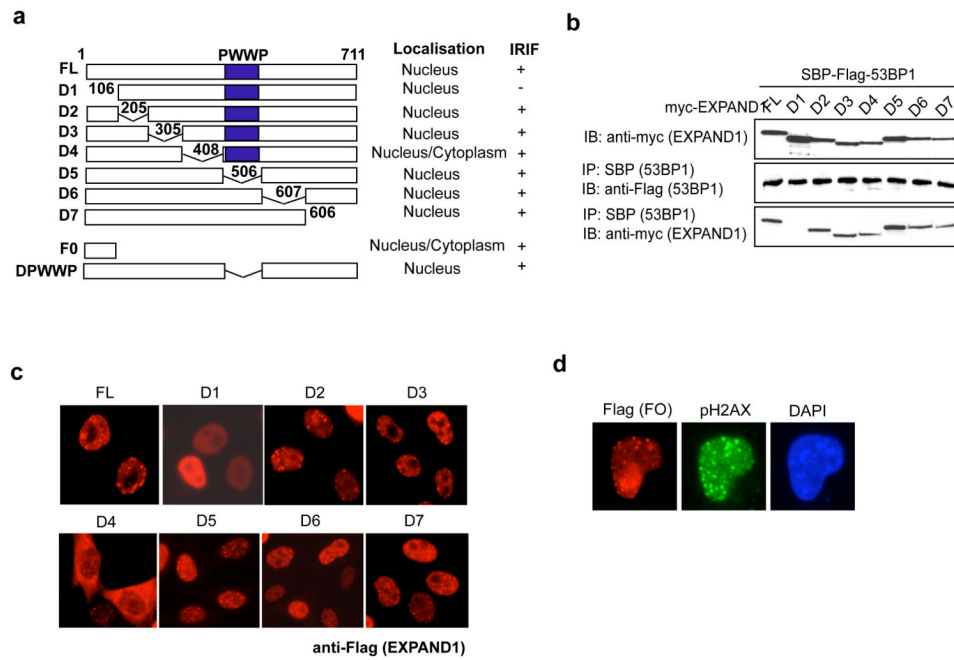 a
1 PWWP 711 Localisation IRIF
FL Nucleus +
106 D1 Nucleus -
D2 205 Nucleus +
D3 305 Nucleus +
D4 408 Nucleus/Cytoplasm +
D5 506 Nucleus +
D6 607 Nucleus +
D7 606 Nucleus +
F0 Nucleus/Cytoplasm +
DPWWP Nucleus +
b
SBP-Flag-53BP1
myc-EXPAND1 FL D1 D2 D3 D4 D5 D6 D7
IB: anti-myc (EXPAND1)
IP: SBP (53BP1)
IB: anti-Flag (53BP1)
IP: SBP (53BP1)
IB: anti-myc (EXPAND1)
c
FL D1 D2 D3
D4 D5 D6 D7
anti-Flag (EXPAND1)
d
Flag (FO) pH2AX DAPI